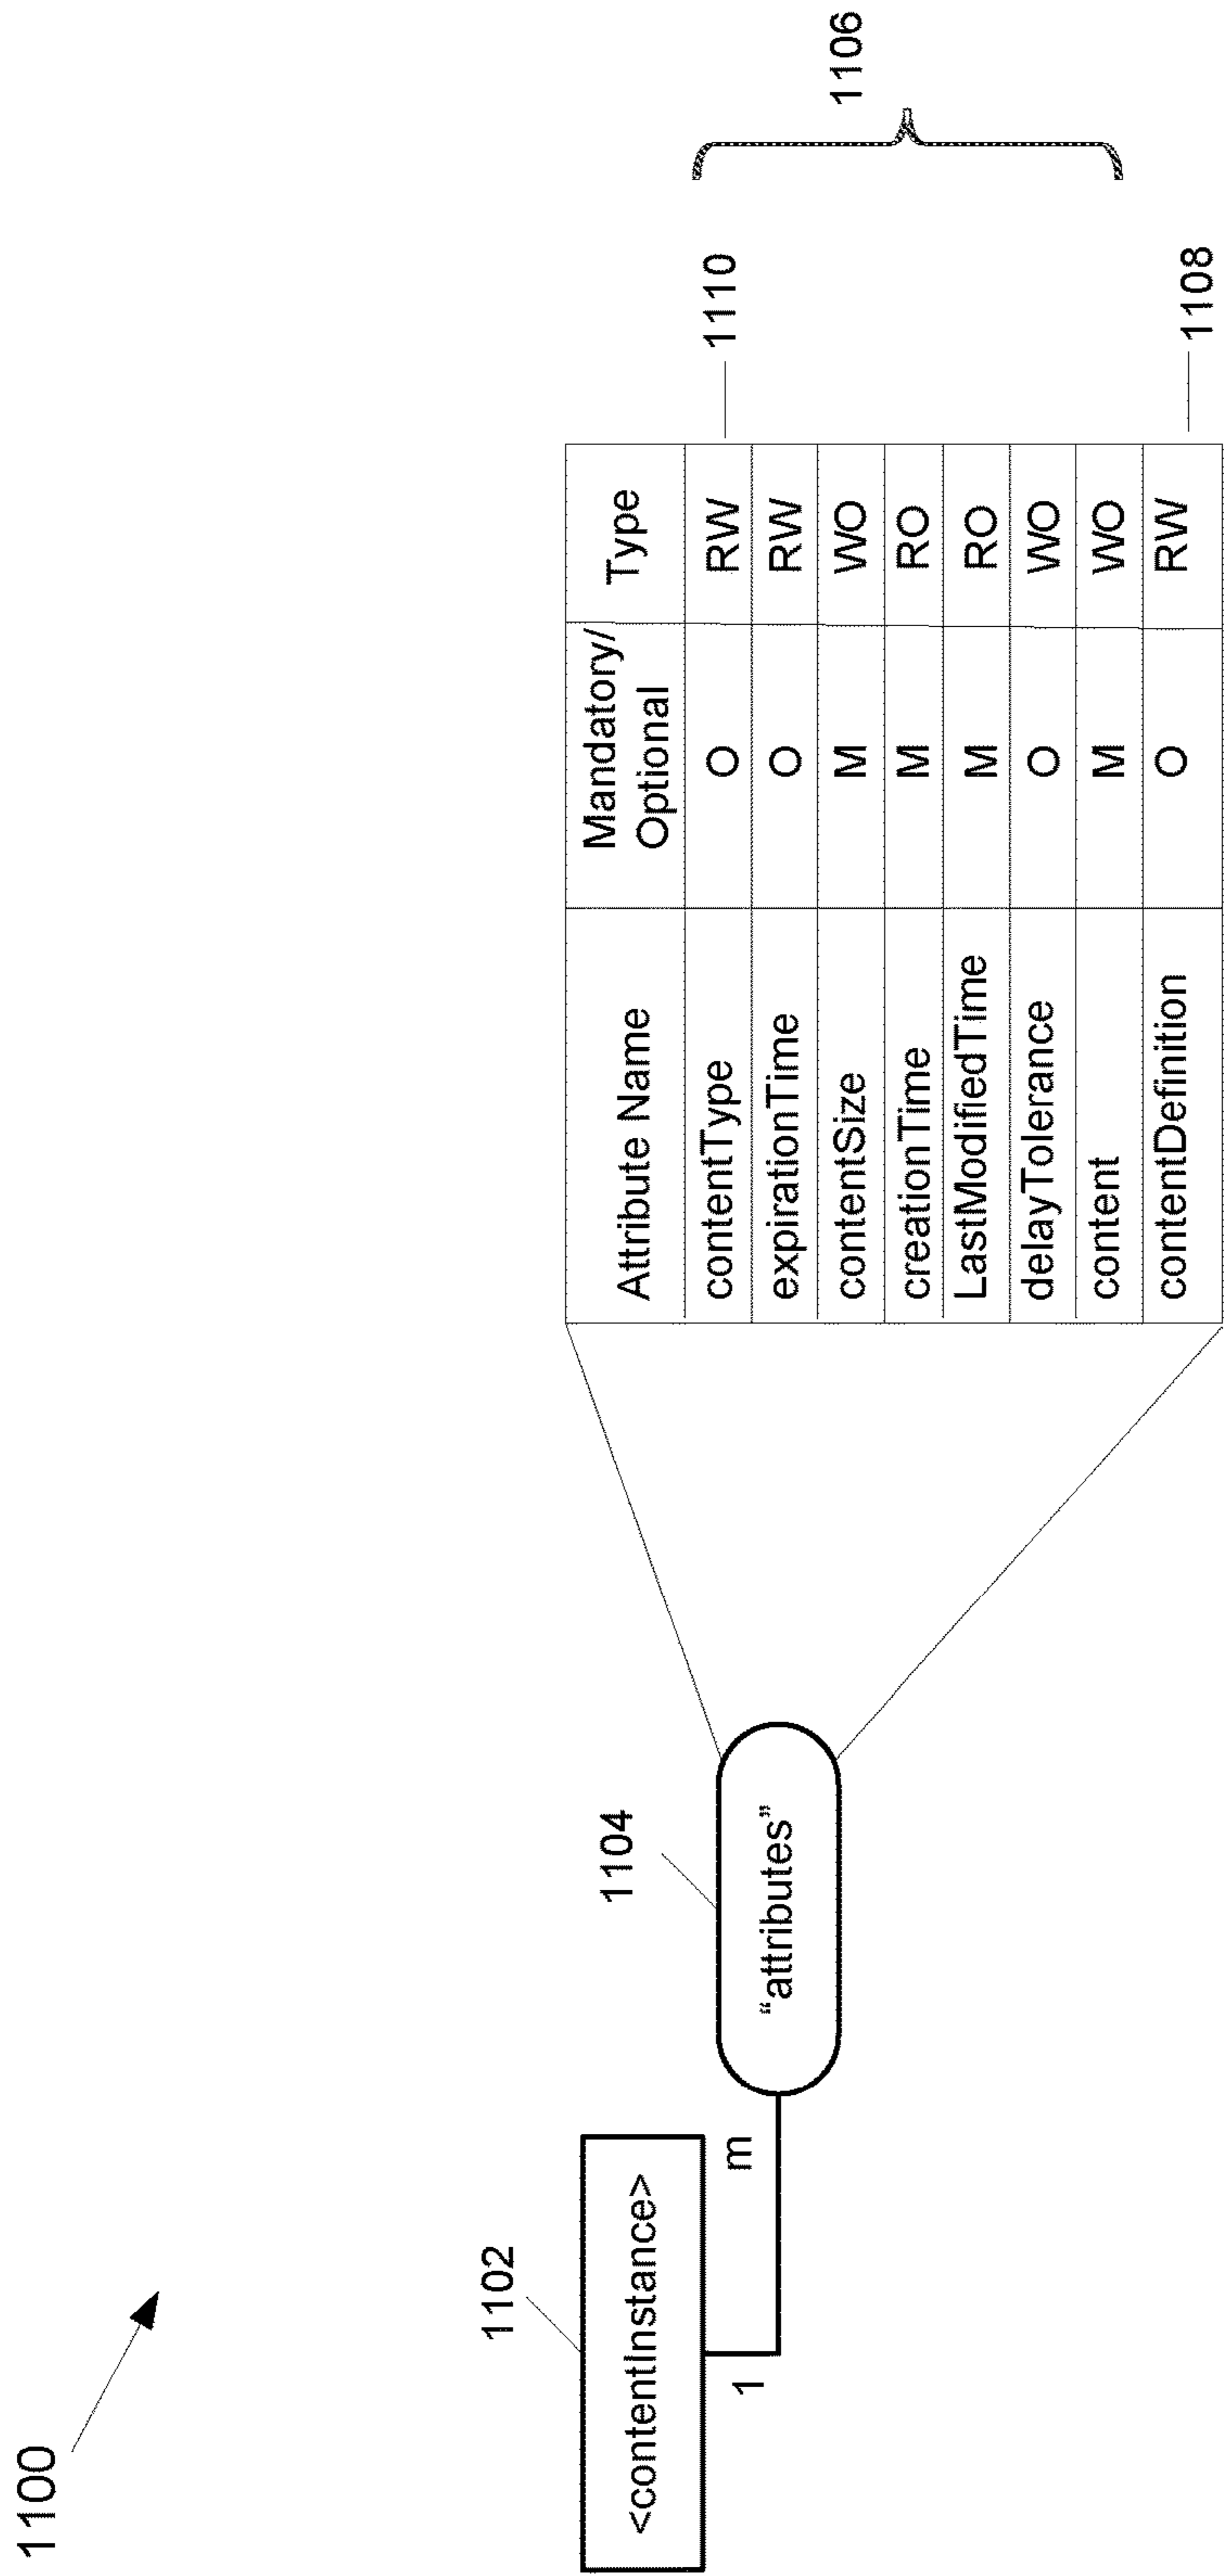 1100
1102
<contentInstance>
1
m
1104
“attributes”
Attribute Name Mandatory/ Type
Optional
contentType O RW
expirationTime O RW
contentSize M WO
creationTime M RO
LastModifiedTime M RO
delayTolerance O WO
content M WO
contentDefinition O RW
1110
1106
1108